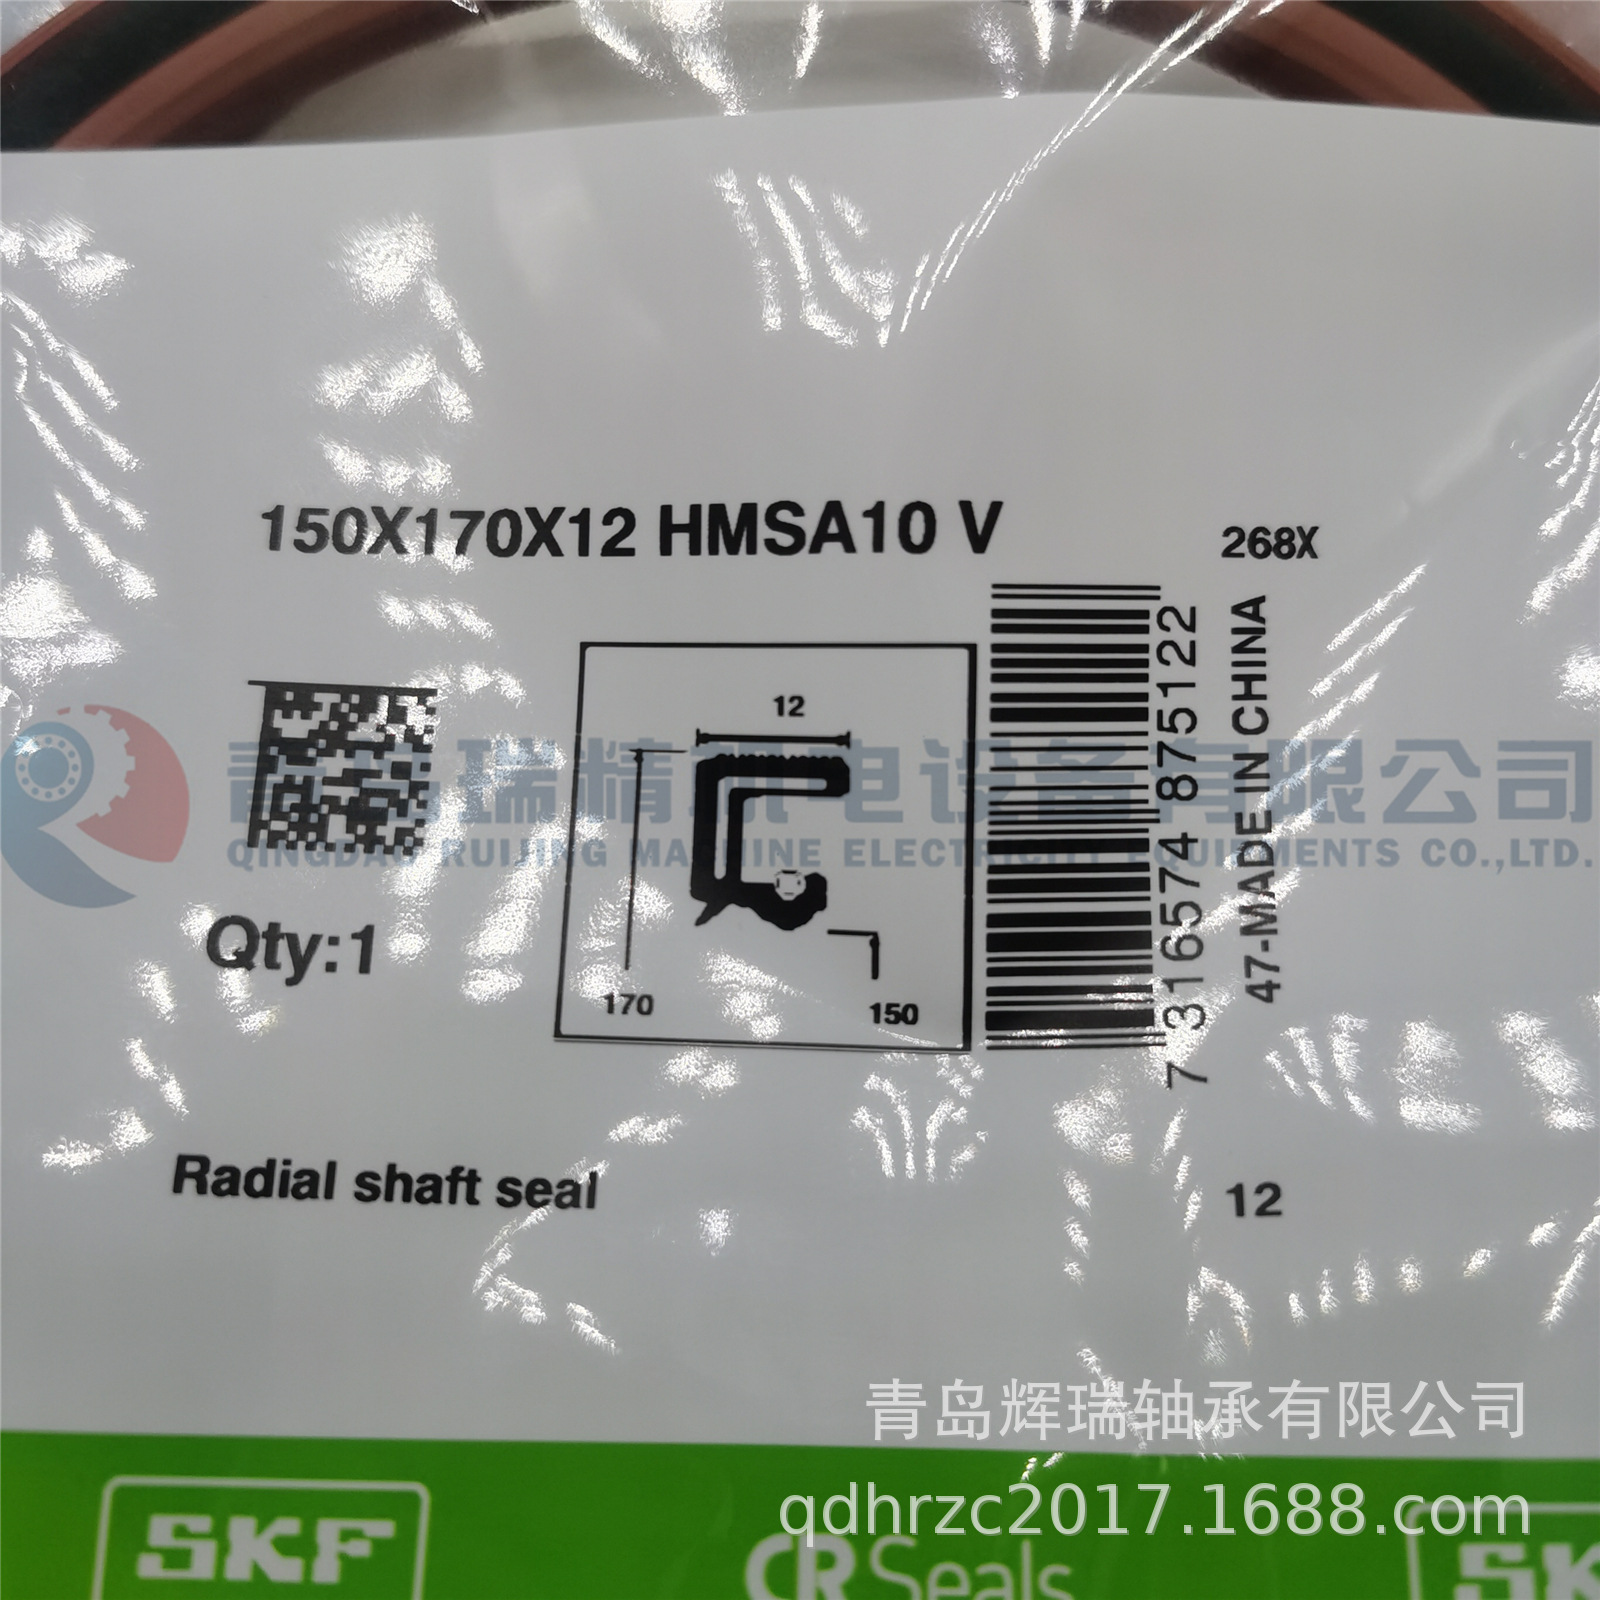 150X170X12 HMSA10 V
268X
12
170
150
7 316574 875122
47-MADE IN CHINA
青岛瑞精机电设备有限公司
QINGDAO RUIJING MACHINE ELECTRICITY EQUIPMENTS CO.,LTD.
Qty:1
Radial shaft seal
12
青岛辉瑞轴承有限公司
qdhrzc2017.1688.com
SKF
CR Seals
SKF